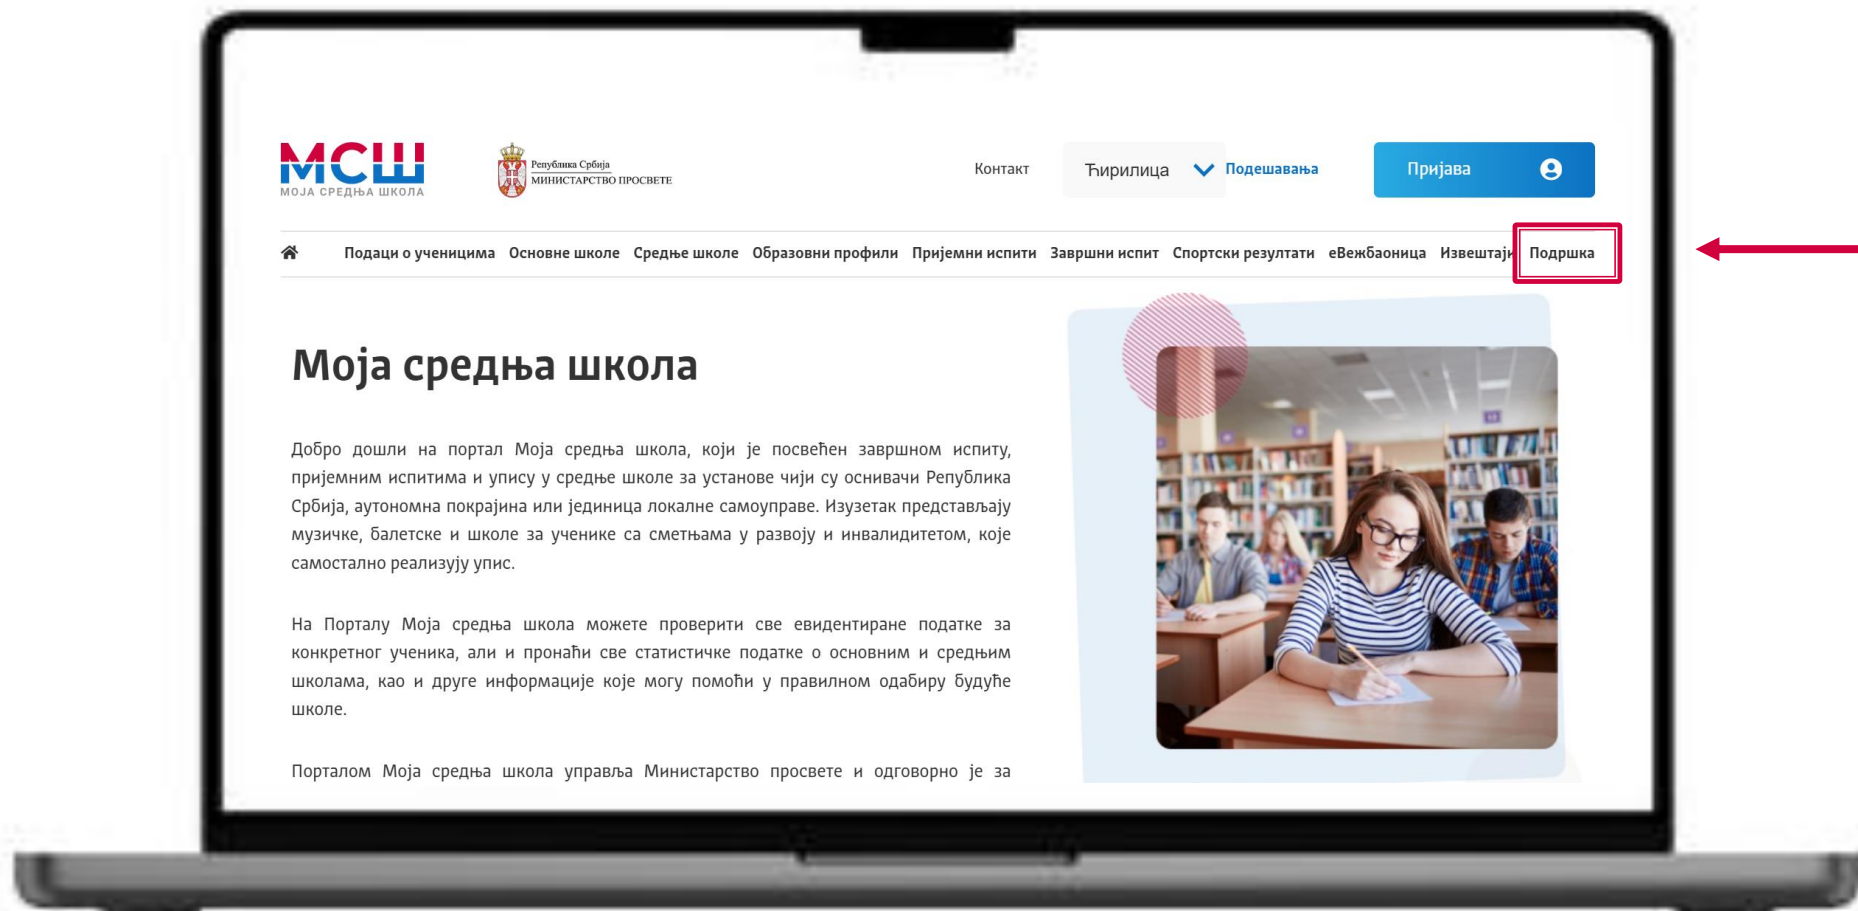 МСШ
МОЈА СРЕДЊА ШКОЛА
Република Србија
МИНИСТАРСТВО ПРОСВЕТЕ
Контакт
Ћирилица
Подешавања
Пријава
Подаци о ученицима Основне школе Средње школе Образовни профили Пријемни испити Завршни испит Спортски резултати еВежбаоница Извештаји Подршка
Моја средња школа
Добро дошли на портал Моја средња школа, који је посвећен завршном испиту,
пријемним испитима и упису у средње школе за установе чији су оснивачи Република
Србија, аутономна покрајина или јединица локалне самоуправе. Изузетак представљају
музичке, балетске и школе за ученике са сметњама у развоју и инвалидитетом, које
самостално реализују упис.
На Порталу Моја средња школа можете проверити све евидентиране податке за
конкретног ученика, али и пронаћи све статистичке податке о основним и средњим
школама, као и друге информације које могу помоћи у правилном одабиру будуће
школе.
Порталом Моја средња школа управља Министарство просвете и одговорно је за